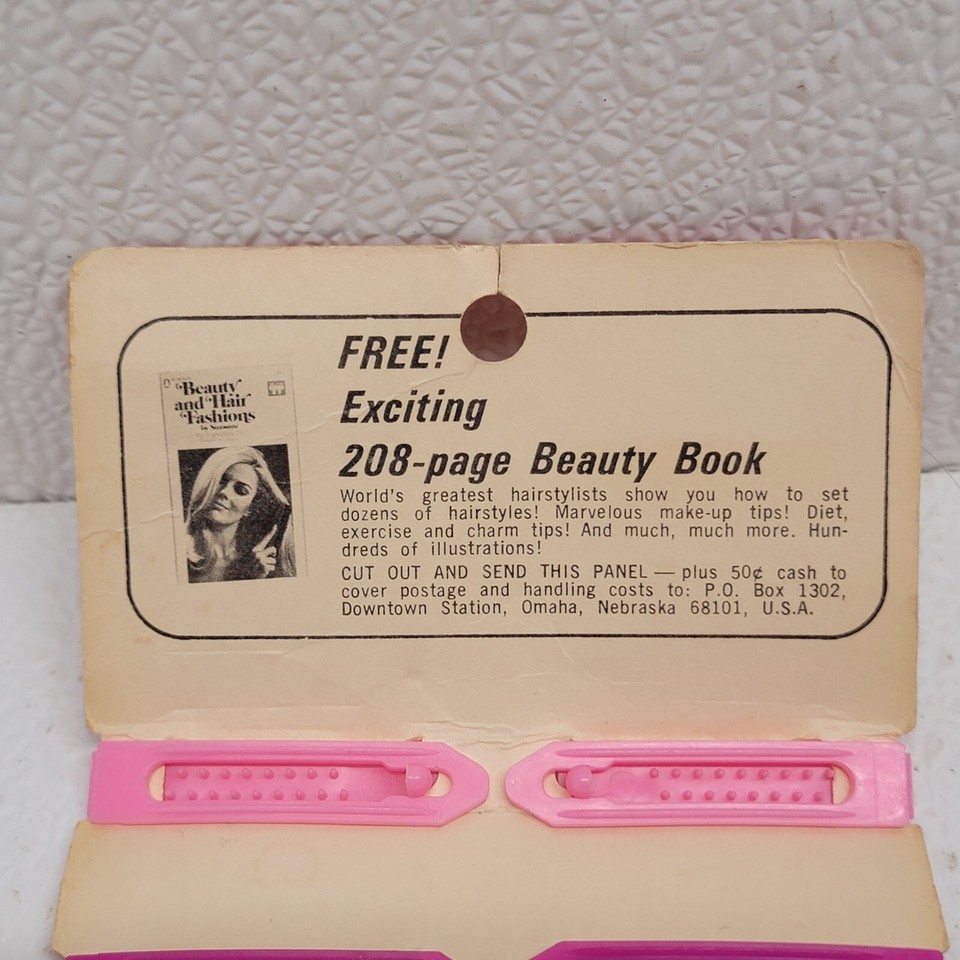 FREE!
Exciting
208-page Beauty Book
World's greatest hairstylists show you how to set
dozens of hairstyles! Marvelous make-up tips! Diet,
exercise and charm tips! And much, much more. Hun-
dreds of illustrations!
CUT OUT AND SEND THIS PANEL — plus 50¢ cash to
cover postage and handling costs to: P.O. Box 1302,
Downtown Station, Omaha, Nebraska 68101, U.S.A.
Beauty
and Hair
Fashions